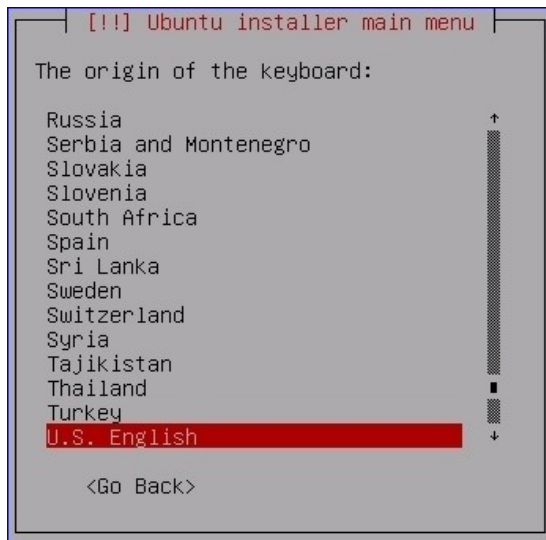 [!!] Ubuntu installer main menu
The origin of the keyboard:
Russia
Serbia and Montenegro
Slovakia
Slovenia
South Africa
Spain
Sri Lanka
Sweden
Switzerland
Syria
Tajikistan
Thailand
Turkey
U.S. English
<Go Back>